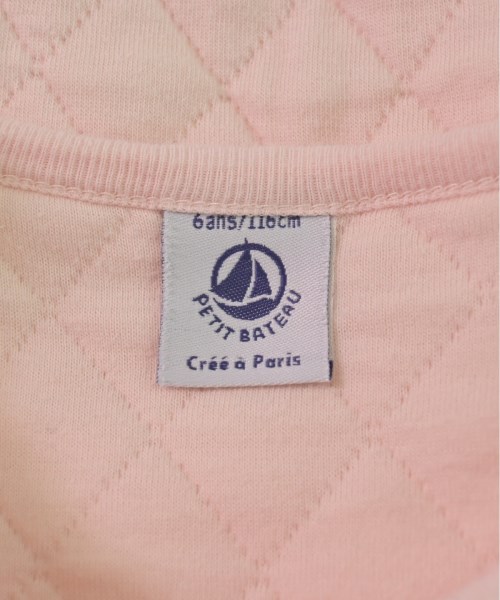 6ans/116cm
PETIT BATEAU
Créé à Paris